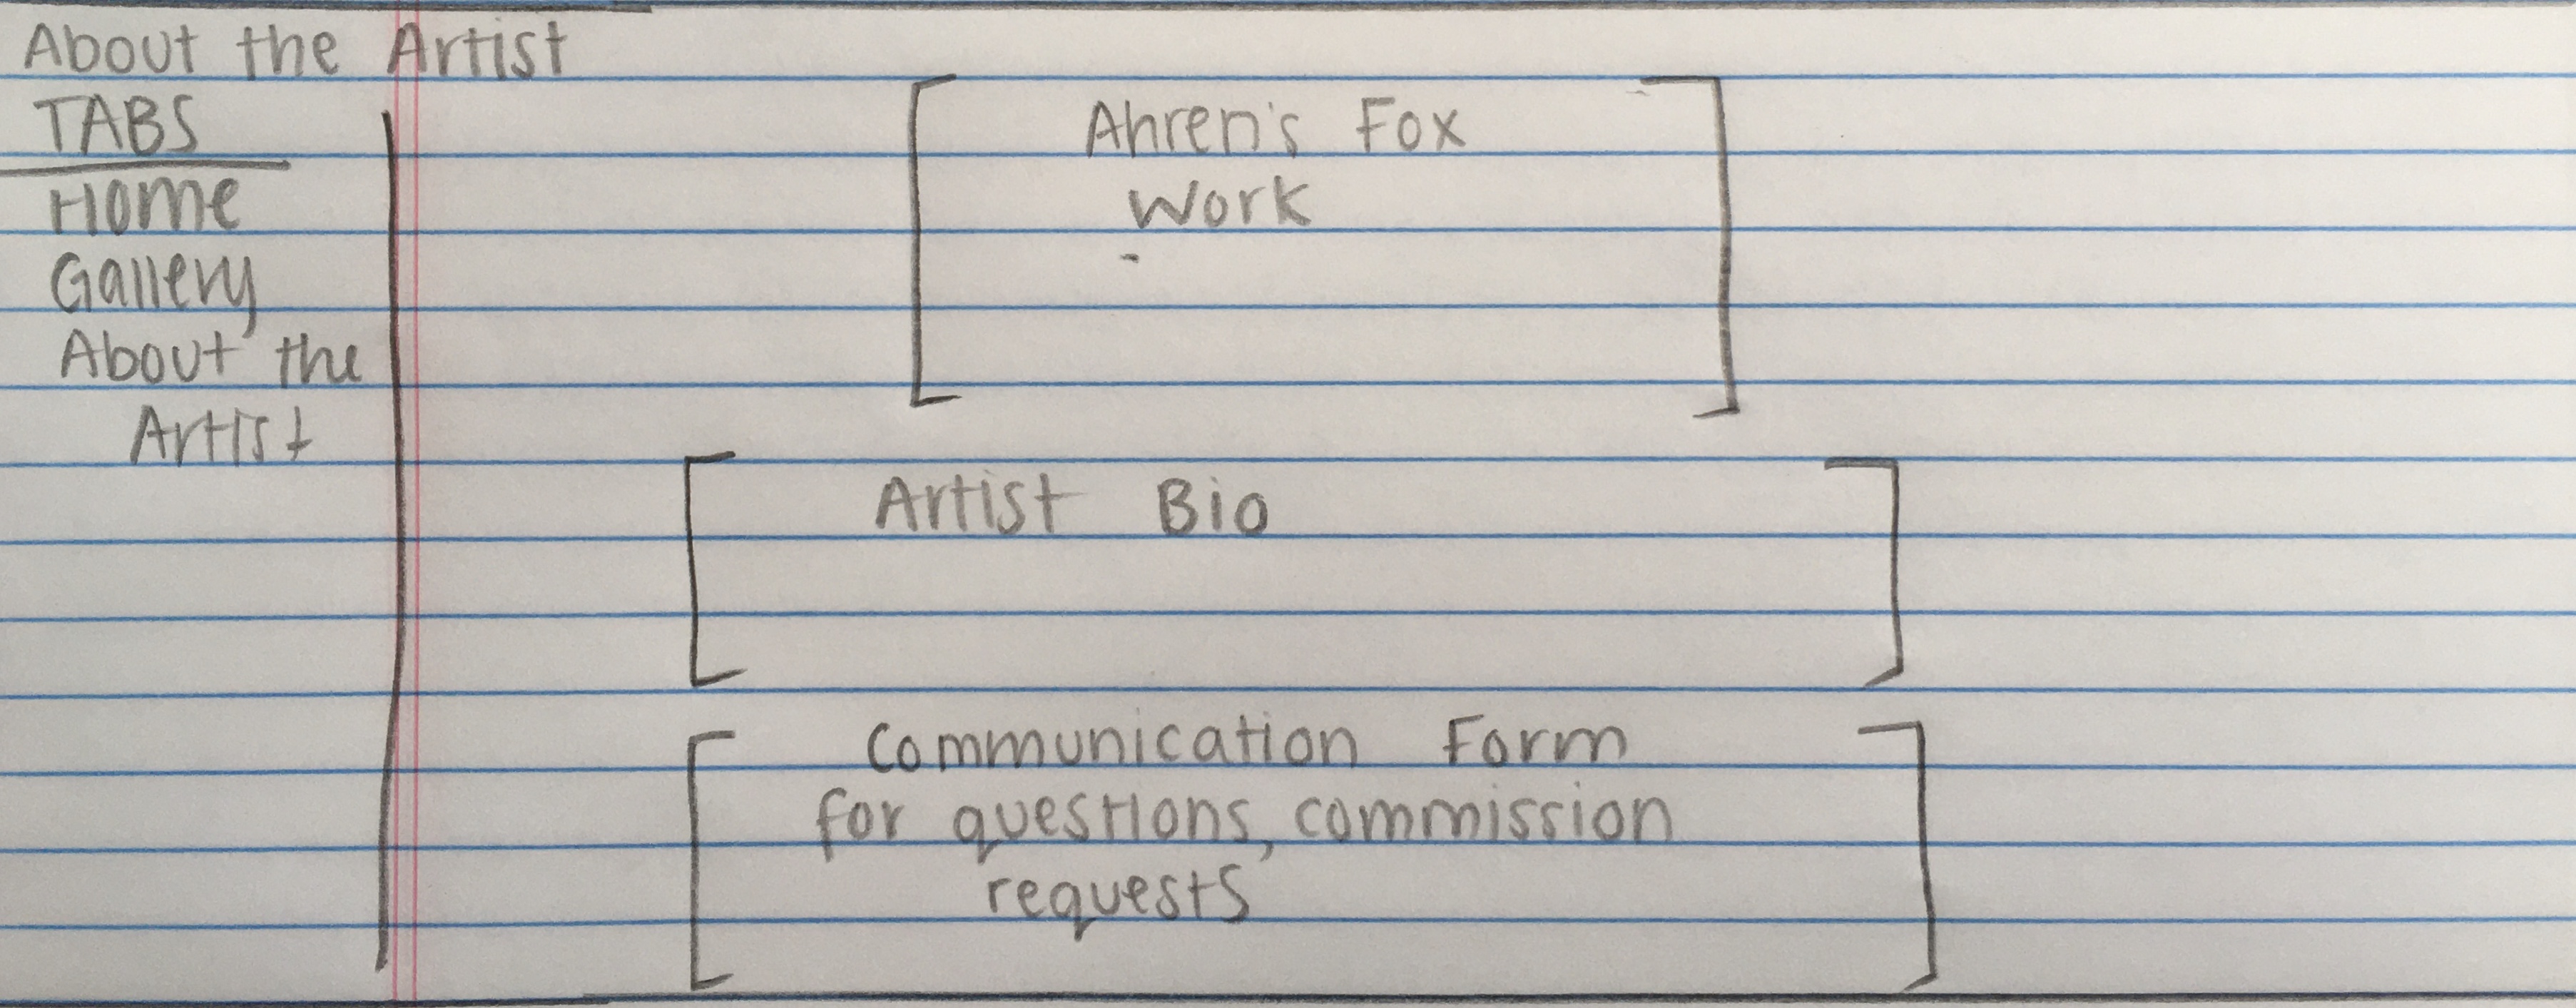 About the Artist
TABS
Home
Gallery
About the
Artist
Ahren's Fox
Work
Artist Bio
Communication Form
for questions, commission
requests